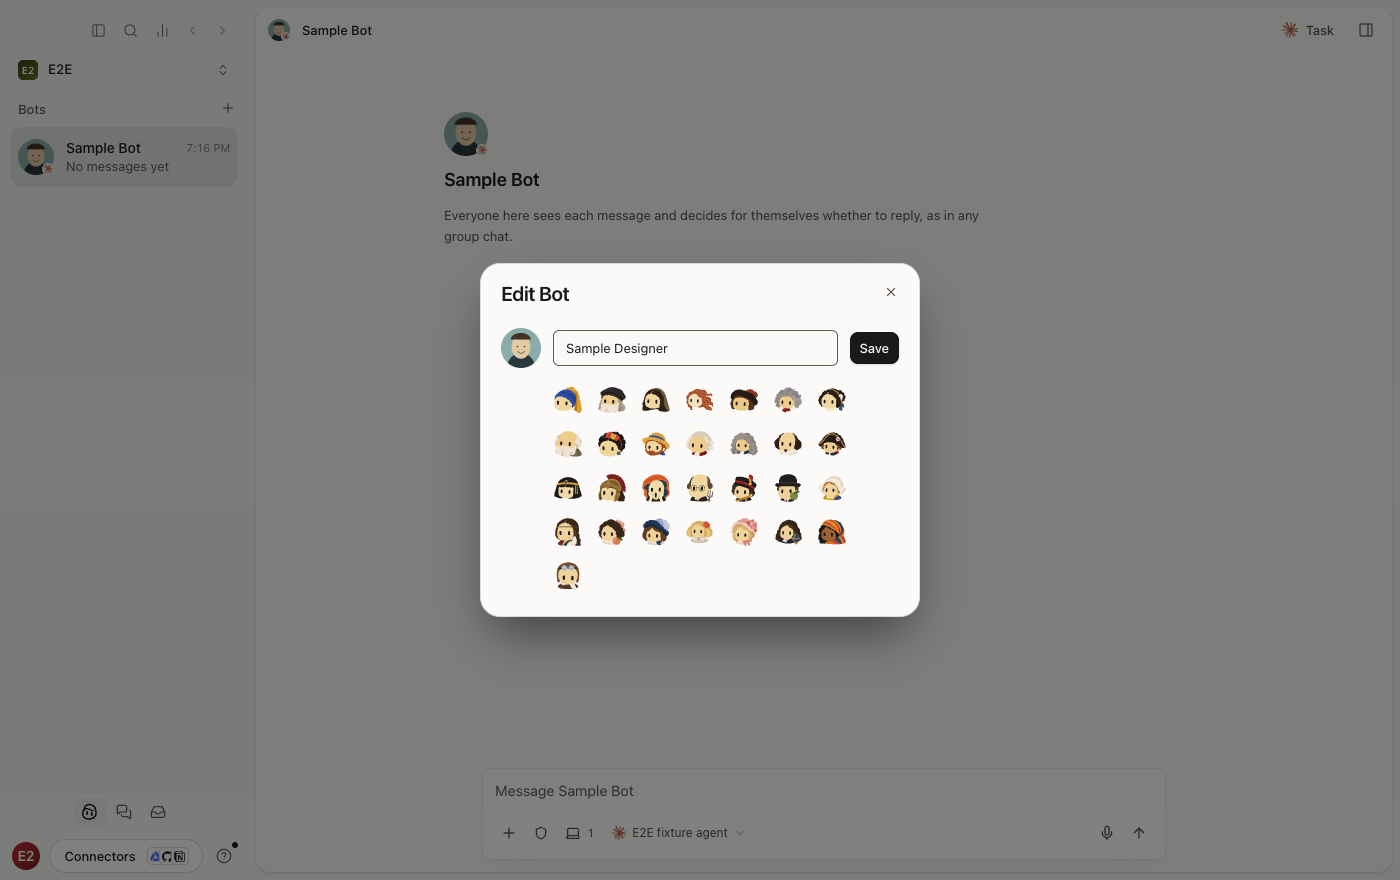 Sample Bot
Task
E2 E2E
Bots
Sample Bot 7:16 PM
No messages yet
Sample Bot
Everyone here sees each message and decides for themselves whether to reply, as in any
group chat.
Edit Bot
Sample Designer
Save
Message Sample Bot
1 E2E fixture agent
E2 Connectors